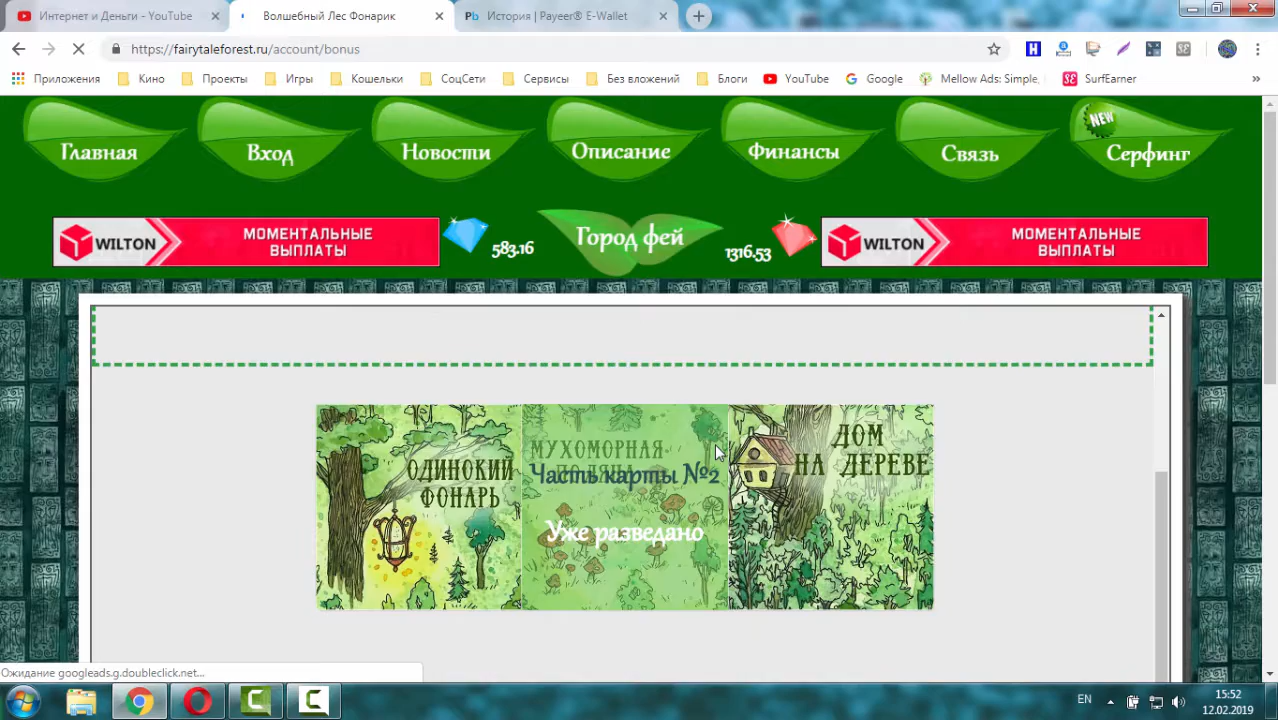 Интернет и Деньги - YouTube
Волшебный Лес Фонарик
История | Payeer® E-Wallet
https://fairytaleforest.ru/account/bonus
Приложения Кино Проекты Игры Кошельки СоцСети Сервисы Без вложений Блоги YouTube Google Mellow Ads: Simple, SurfEarner »
Главная
Вход
Новости
Описание
Финансы
Связь
NEW
Серфинг
WILTON
МОМЕНТАЛЬНЫЕ
ВЫПЛАТЫ
583.16
Город фей
1316.53
WILTON
МОМЕНТАЛЬНЫЕ
ВЫПЛАТЫ
ОДИНОКИЙ
ФОНАРЬ
МУХОМОРНАЯ
ПОЛЯНА
Часть карты №2
Уже разведано
ДОМ
НА ДЕРЕВЕ
Ожидание googleads.g.doubleclick.net...
EN
15:52
12.02.2019